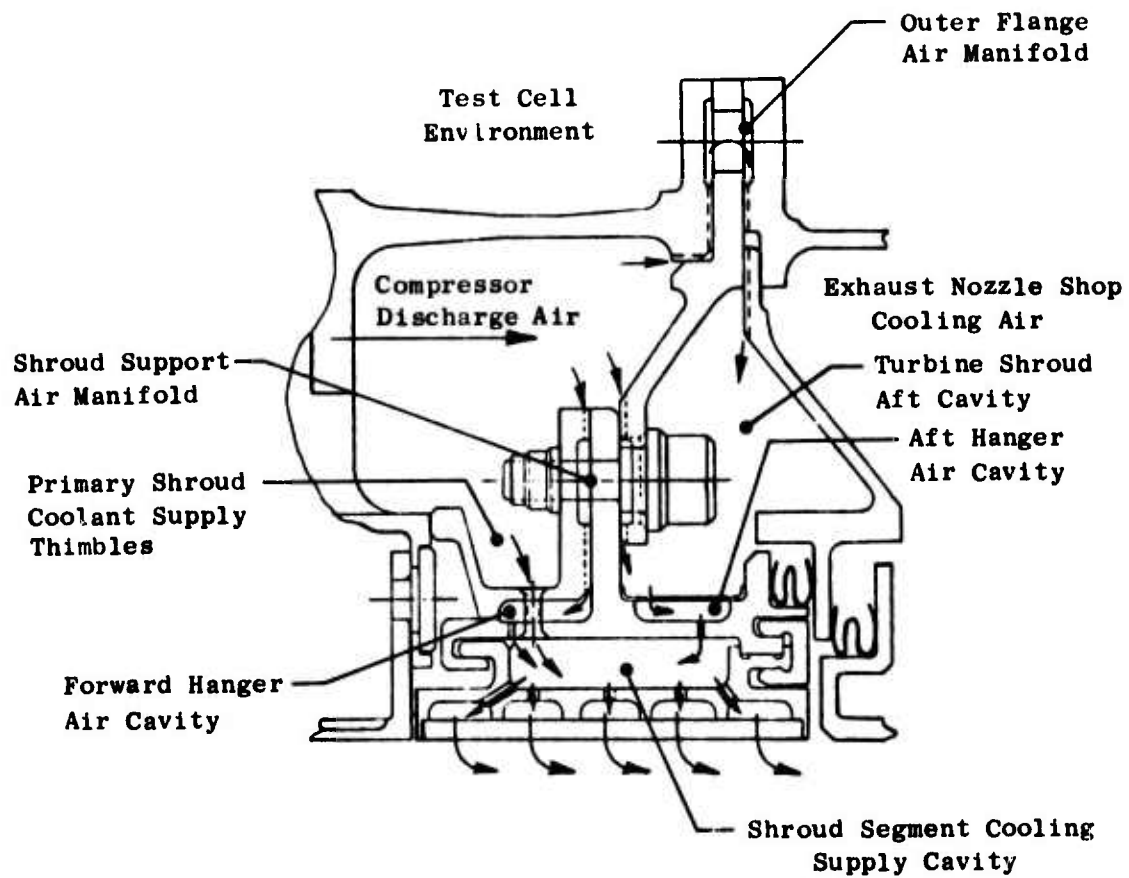 Outer Flange
Air Manifold
Test Cell
Environment
Compressor
Discharge Air
Exhaust Nozzle Shop
Cooling Air
Shroud Support
Air Manifold
Turbine Shroud
Aft Cavity
Aft Hanger
Air Cavity
Primary Shroud
Coolant Supply
Thimbles
Forward Hanger
Air Cavity
Shroud Segment Cooling
Supply Cavity